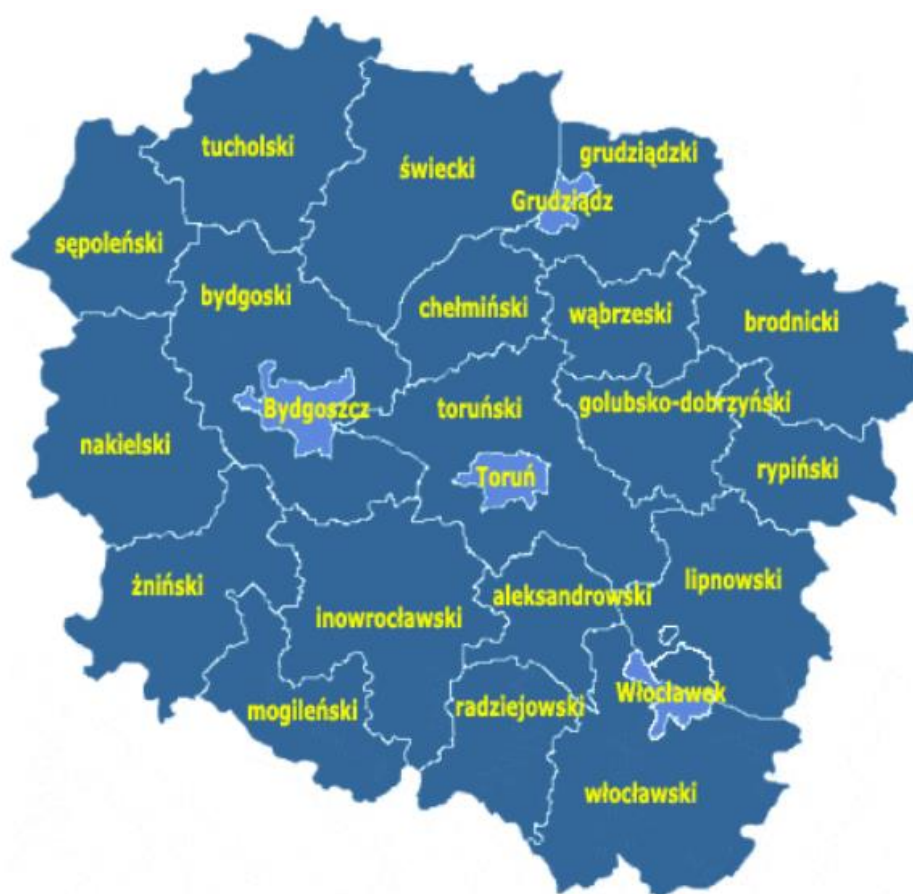 tucholski
grudziądzki
świecki
Grudziądz
sępoleński
bydgoski
chełmiński
wąbrzeski
brodnicki
Bydgoszcz
toruński
golubsko-dobrzyński
nakielski
Toruń
rypiński
żniński
aleksandrowski
lipnowski
inowrocławski
mogileński
radziejowski
Włocławek
włocławski